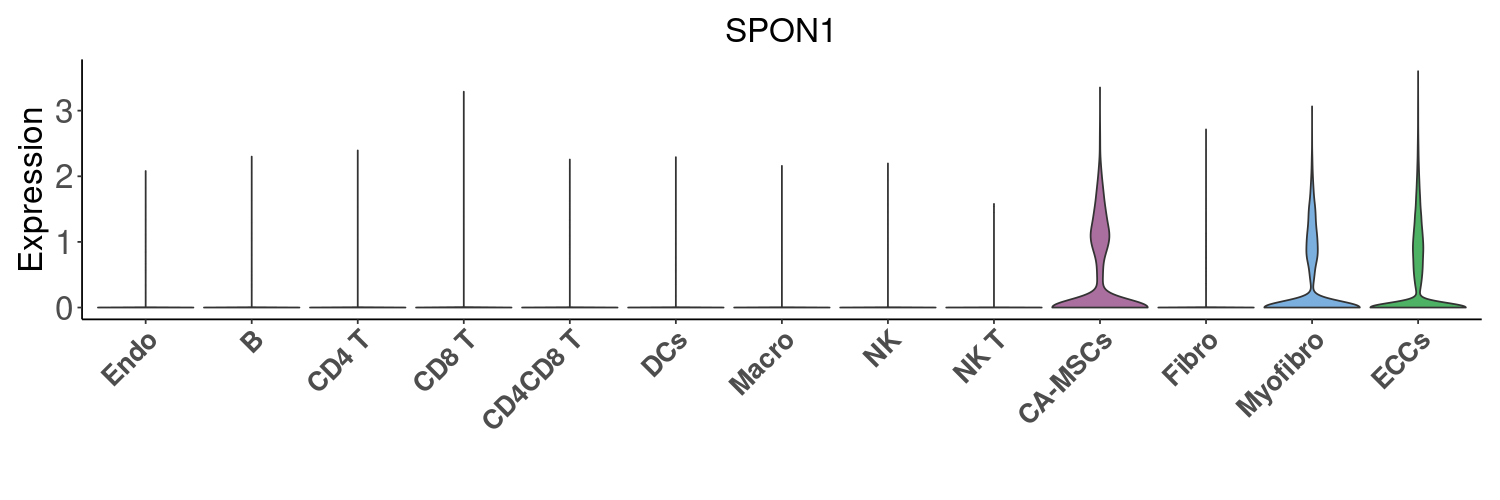 SPON1
Expression
3
2
1
0
Endo
B
CD4 T
CD8 T
CD4CD8 T
DCs
Macro
NK
NK T
CA-MSCs
Fibro
Myofibro
ECCs